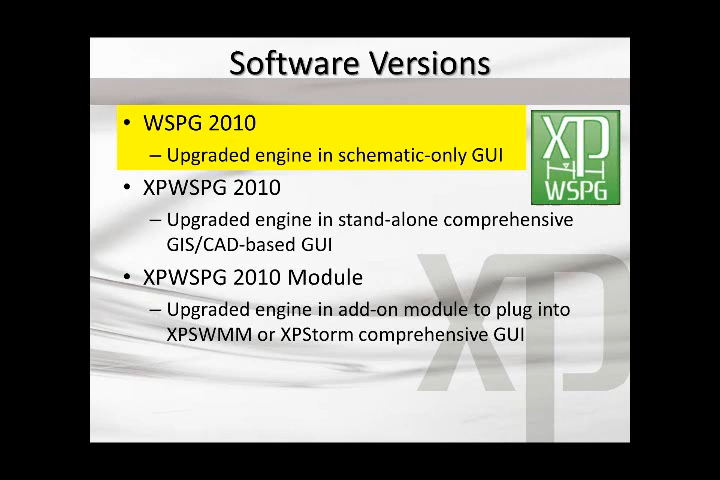 Software Versions
• WSPG 2010
– Upgraded engine in schematic-only GUI
XP
WSPG
• XPWSPG 2010
– Upgraded engine in stand-alone comprehensive
GIS/CAD-based GUI
• XPWSPG 2010 Module
– Upgraded engine in add-on module to plug into
XPSWMM or XPStorm comprehensive GUI
xp